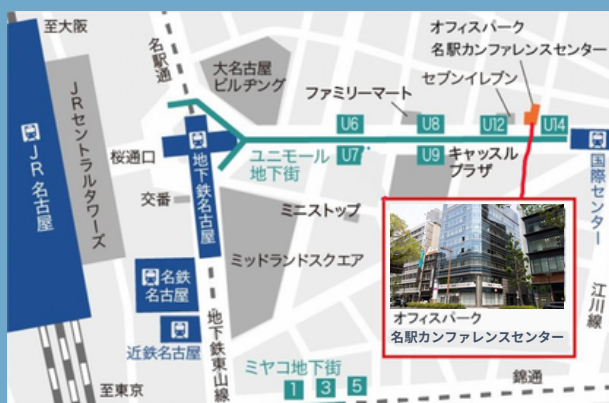 至大阪
名駅通
オフィスパーク
名駅カンファレンスセンター
大名古屋
ビルヂング
セブンイレブン
ファミリーマート
JRセントラルタワーズ
U6
U8
U12
U14
桜通口
地下鉄名古屋
ユニモール
地下街
U7
U9
キャッスル
プラザ
国際センター
JR名古屋
交番
ミニストップ
ミッドランドスクエア
名鉄
名古屋
江川線
オフィスパーク
名駅カンファレンスセンター
近鉄名古屋
地下鉄東山線
ミヤコ地下街
錦通
至東京
1
3
5